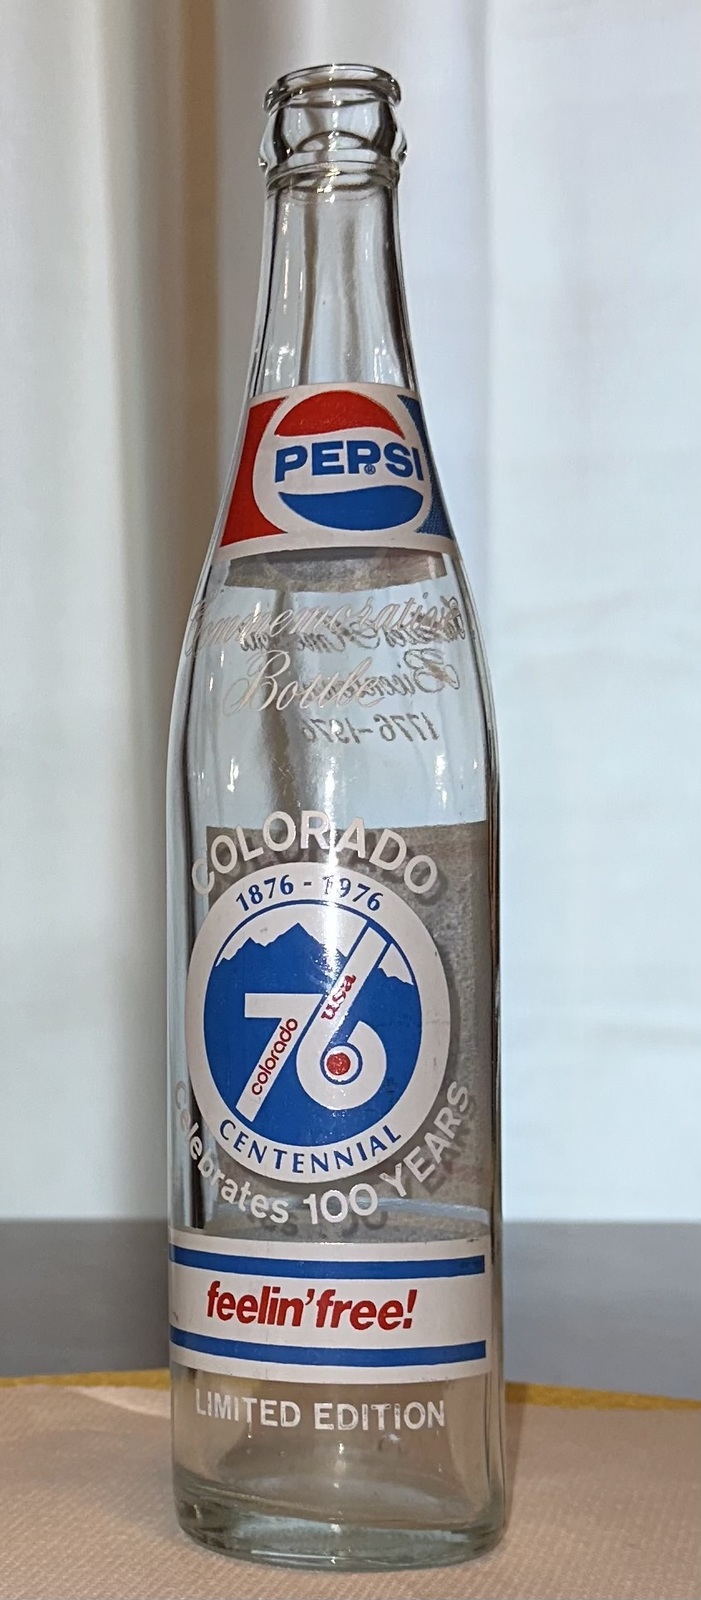 PEPSI®
Commemorative
Bottle
1776-1976
COLORADO
1876 - 1976
76
colorado
usa
CENTENNIAL
Celebrates 100 YEARS
feelin' free!
LIMITED EDITION